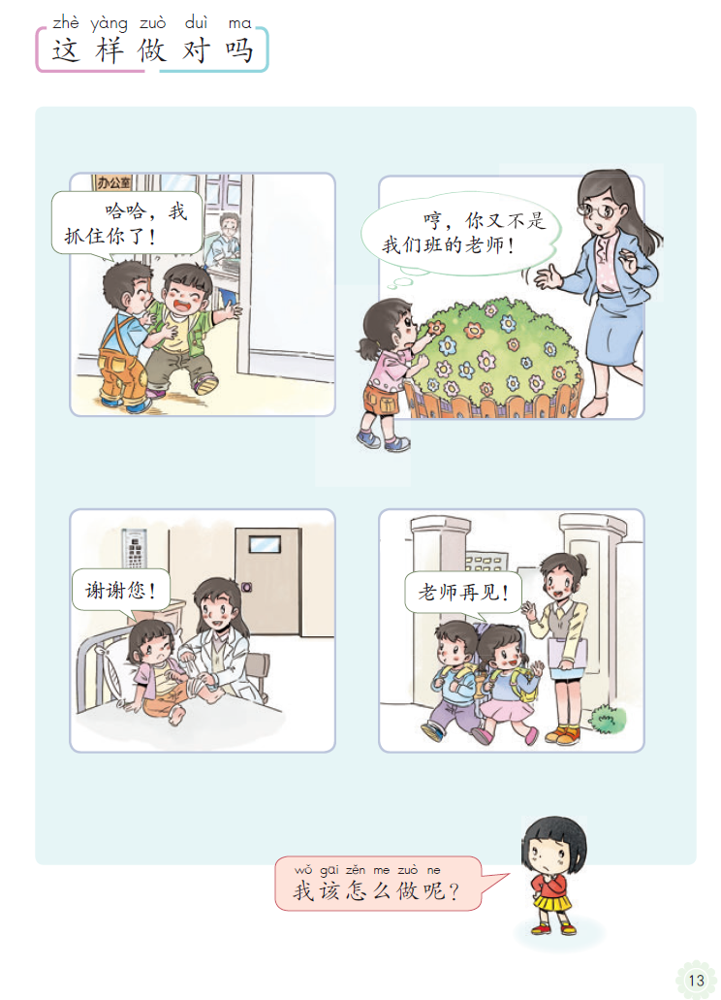 zhè yàng zuò duì ma
这样做对吗
办公室
哈哈，我
抓住你了！
哼，你又不是
我们班的老师！
谢谢您！
老师再见！
wǒ gāi zěn me zuò ne
我该怎么做呢？
13